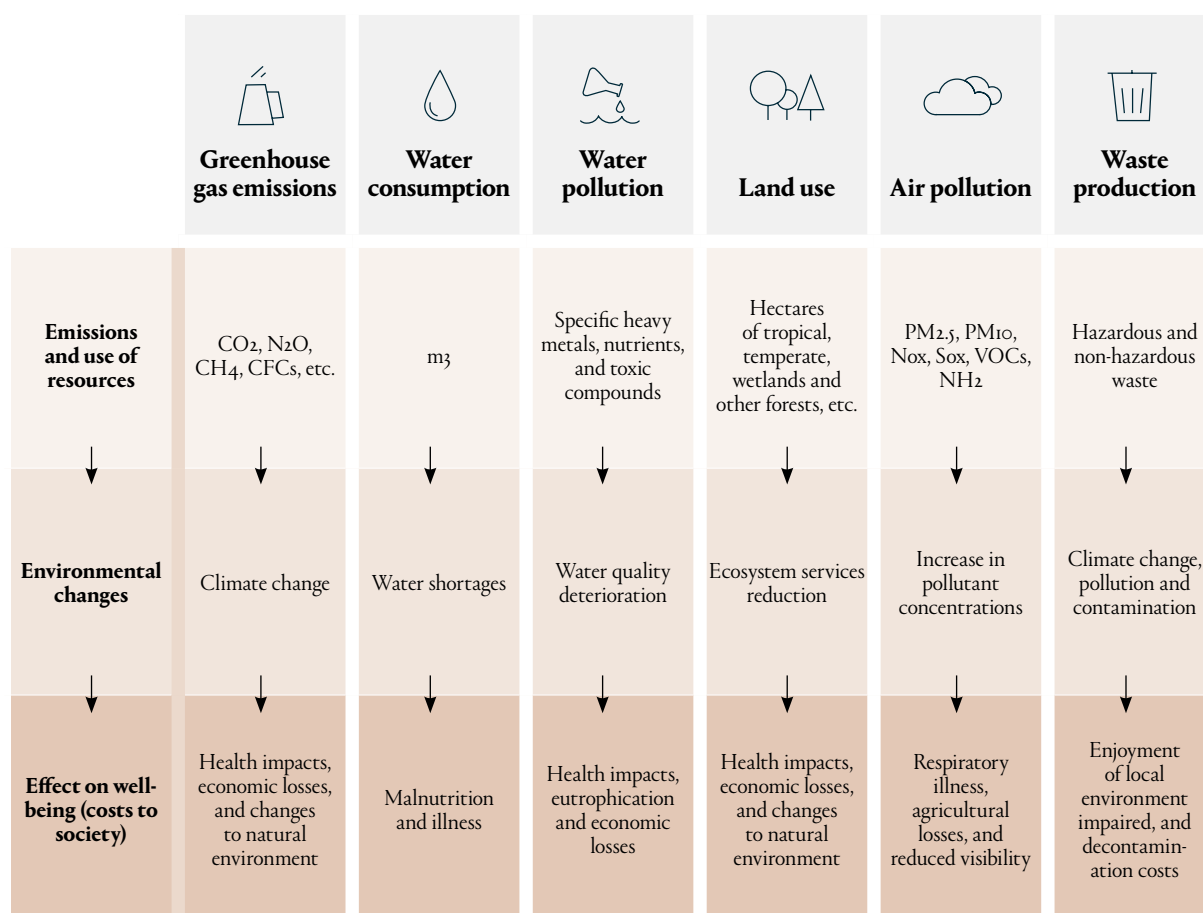 Greenhouse
gas emissions
Water
consumption
Water
pollution
Land use
Air pollution
Waste
production
Emissions
and use of
resources
CO2, N2O,
CH4, CFCs, etc.
m3
Specific heavy
metals, nutrients,
and toxic
compounds
Hectares
of tropical,
temperate,
wetlands and
other forests, etc.
PM2.5, PM10,
Nox, Sox, VOCs,
NH2
Hazardous and
non-hazardous
waste
Environmental
changes
Climate change
Water shortages
Water quality
deterioration
Ecosystem services
reduction
Increase in
pollutant
concentrations
Climate change,
pollution and
contamination
Effect on well-
being (costs to
society)
Health impacts,
economic losses,
and changes
to natural
environment
Malnutrition
and illness
Health impacts,
eutrophication
and economic
losses
Health impacts,
economic losses,
and changes
to natural
environment
Respiratory
illness,
agricultural
losses, and
reduced visibility
Enjoyment
of local
environment
impaired, and
decontamin-
ation costs